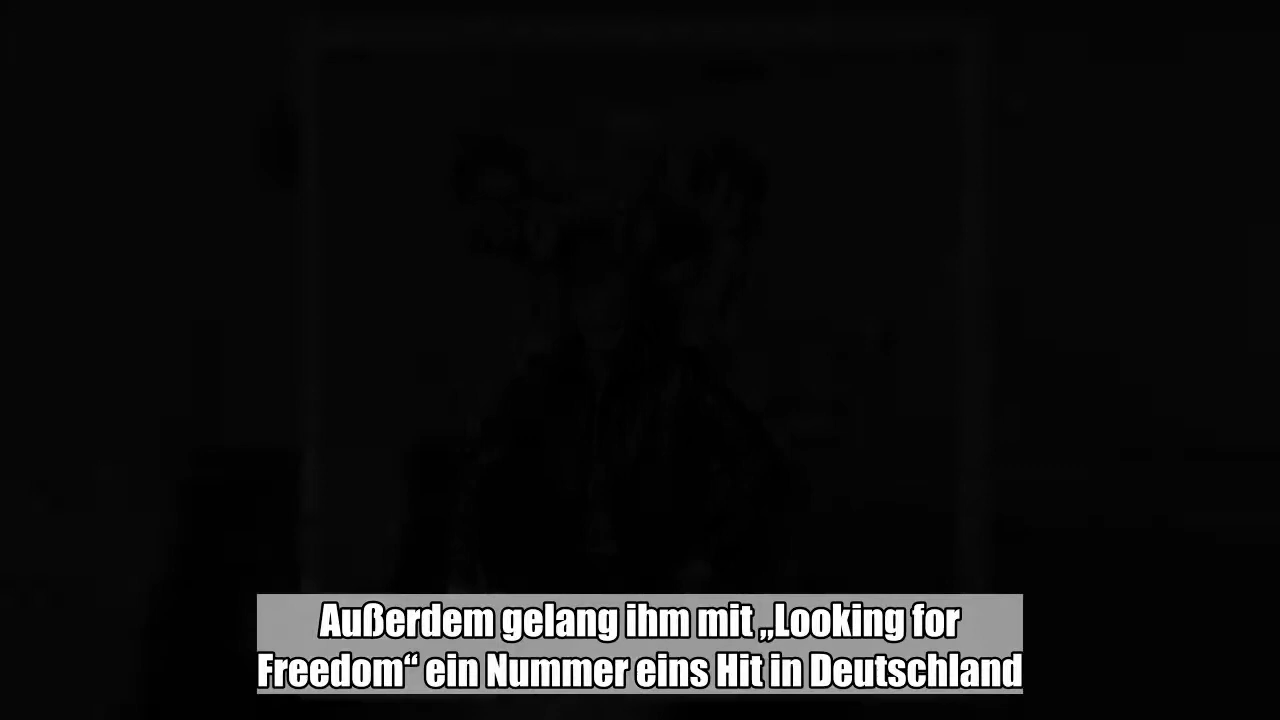 Außerdem gelang ihm mit „Looking for
Freedom“ ein Nummer eins Hit in Deutschland